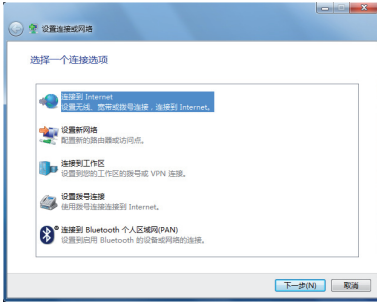 设置连接或网络
选择一个连接选项
连接到 Internet
设置无线、宽带或拨号连接，连接到 Internet。
设置新网络
配置新的路由器或访问点。
连接到工作区
设置到您的工作区的拨号或 VPN 连接。
设置拨号连接
使用拨号连接连接到 Internet。
连接到 Bluetooth 个人区域网(PAN)
设置到启用 Bluetooth 的设备或网络的连接。
下一步(N) 取消